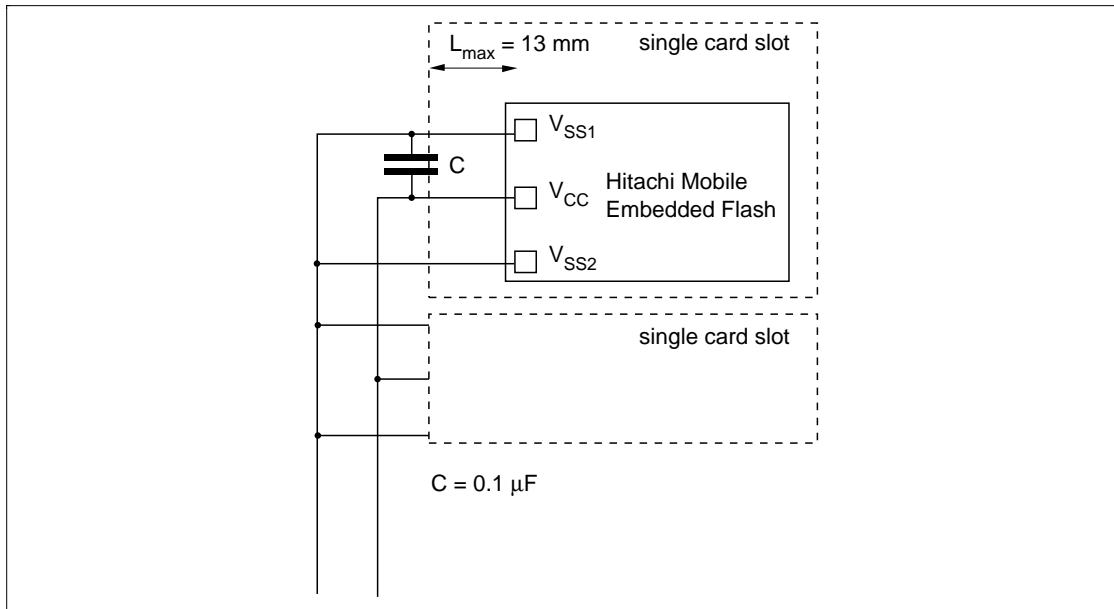 L_max = 13 mm
single card slot
V_SS1
C
V_CC
Hitachi Mobile
Embedded Flash
V_SS2
single card slot
C = 0.1 μF